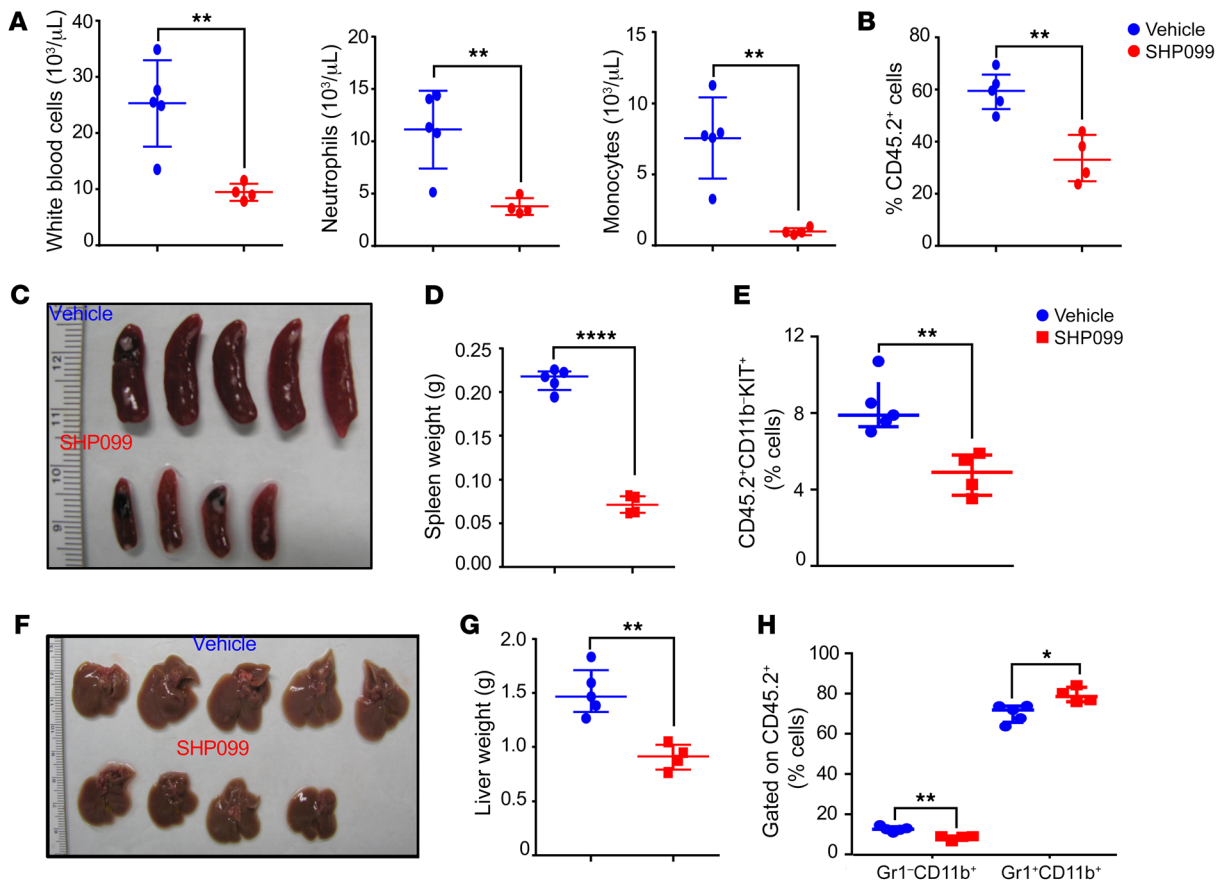 A
White blood cells (10³/μL)
40
30
20
10
0
**
Neutrophils (10³/μL)
20
15
10
5
0
**
Monocytes (10³/μL)
15
10
5
0
**
B
% CD45.2⁺ cells
80
60
40
20
0
**
Vehicle
SHP099
C
Vehicle
SHP099
12
11
10
9
D
Spleen weight (g)
0.25
0.20
0.15
0.10
0.05
0.00
****
E
CD45.2⁺CD11b⁻KIT⁺
(% cells)
12
8
4
0
**
Vehicle
SHP099
F
Vehicle
SHP099
G
Liver weight (g)
2.0
1.5
1.0
0.5
0
**
H
Gated on CD45.2⁺
(% cells)
100
80
60
40
20
0
**
*
Gr1⁻CD11b⁺
Gr1⁺CD11b⁺